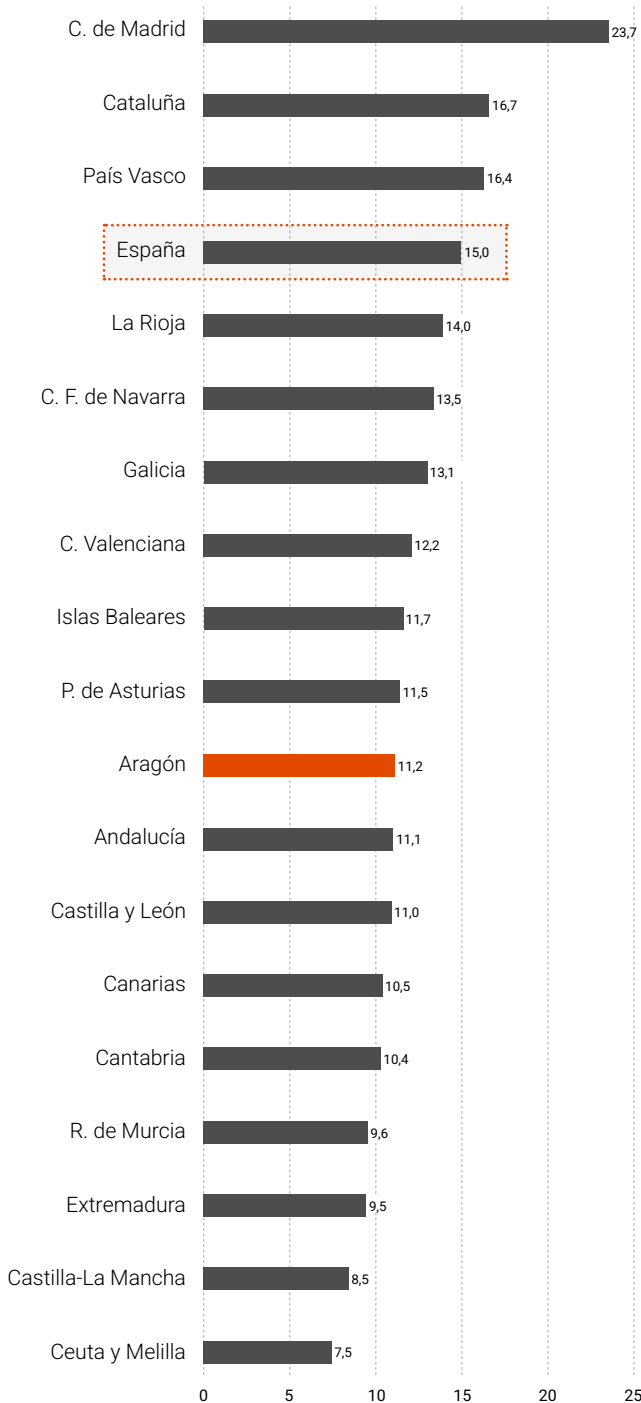 C. de Madrid 23,7
Cataluña 16,7
País Vasco 16,4
España 15,0
La Rioja 14,0
C. F. de Navarra 13,5
Galicia 13,1
C. Valenciana 12,2
Islas Baleares 11,7
P. de Asturias 11,5
Aragón 11,2
Andalucía 11,1
Castilla y León 11,0
Canarias 10,5
Cantabria 10,4
R. de Murcia 9,6
Extremadura 9,5
Castilla-La Mancha 8,5
Ceuta y Melilla 7,5
0 5 10 15 20 25